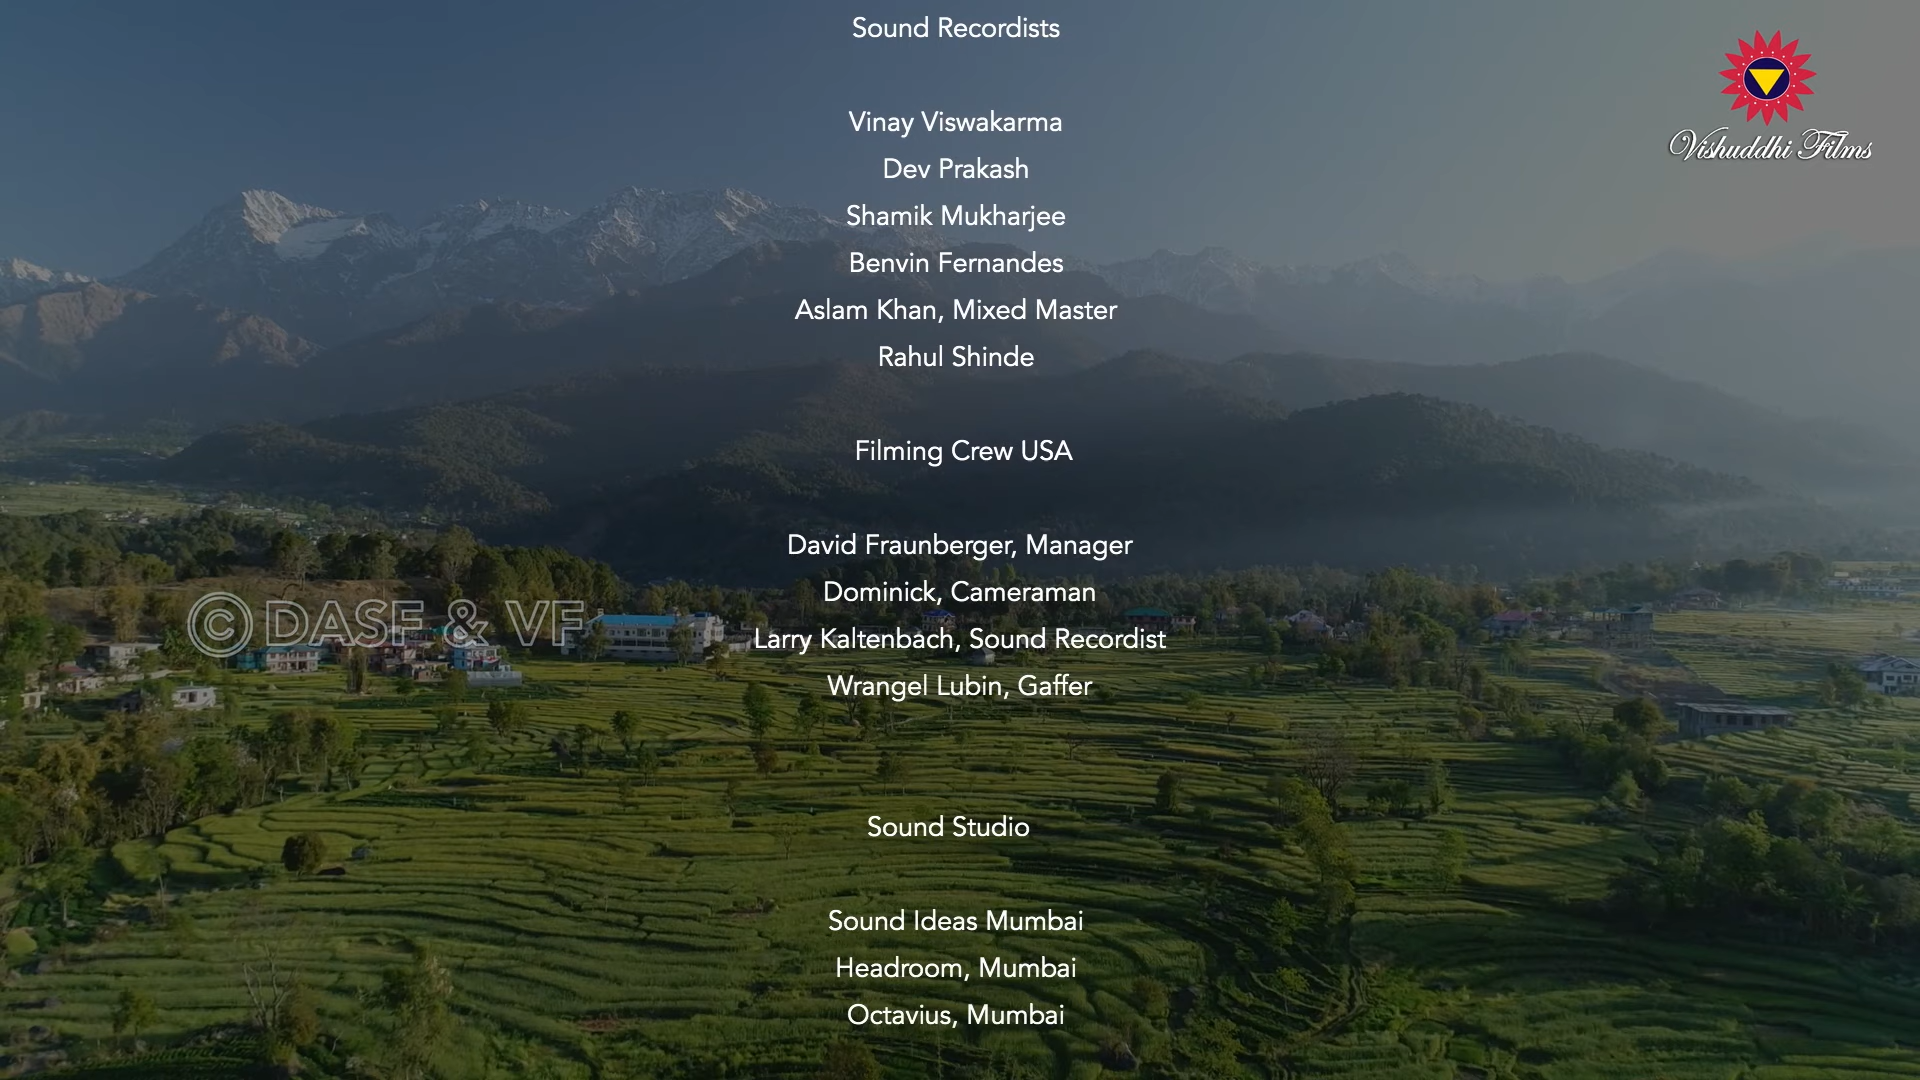 Sound Recordists
Vishuddhi Films
Vinay Viswakarma
Dev Prakash
Shamik Mukharjee
Benvin Fernandes
Aslam Khan, Mixed Master
Rahul Shinde
Filming Crew USA
David Fraunberger, Manager
Dominick, Cameraman
© DASF & VF
Larry Kaltenbach, Sound Recordist
Wrangel Lubin, Gaffer
Sound Studio
Sound Ideas Mumbai
Headroom, Mumbai
Octavius, Mumbai